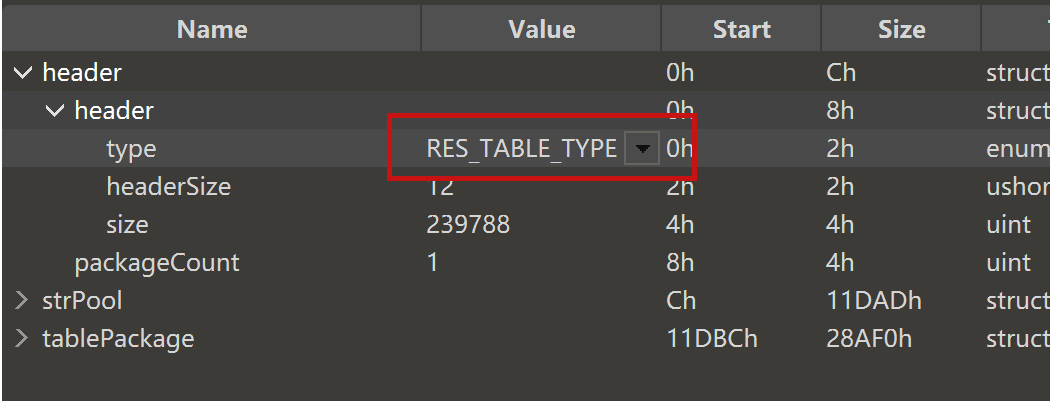 Name Value Start Size
header 0h Ch struct
header 0h 8h struct
type RES_TABLE_TYPE 0h 2h enum
headerSize 12 2h 2h ushor
size 239788 4h 4h uint
packageCount 1 8h 4h uint
strPool Ch 11DADh struct
tablePackage 11DBCh 28AF0h struct